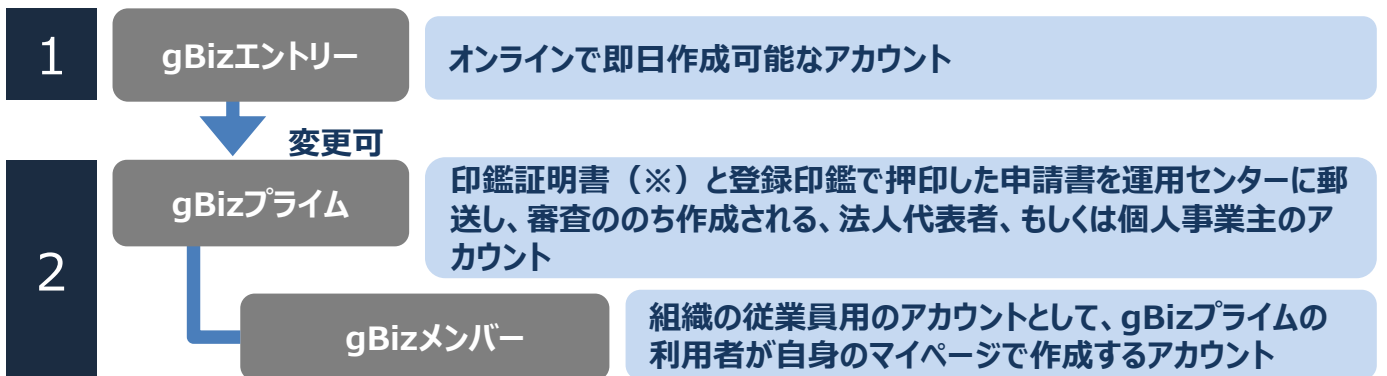 1
gBizエントリー
オンラインで即日作成可能なアカウント
変更可
2
gBizプライム
印鑑証明書（※）と登録印鑑で押印した申請書を運用センターに郵
送し、審査ののち作成される、法人代表者、もしくは個人事業主のア
カウント
gBizメンバー
組織の従業員用のアカウントとして、gBizプライムの
利用者が自身のマイページで作成するアカウント